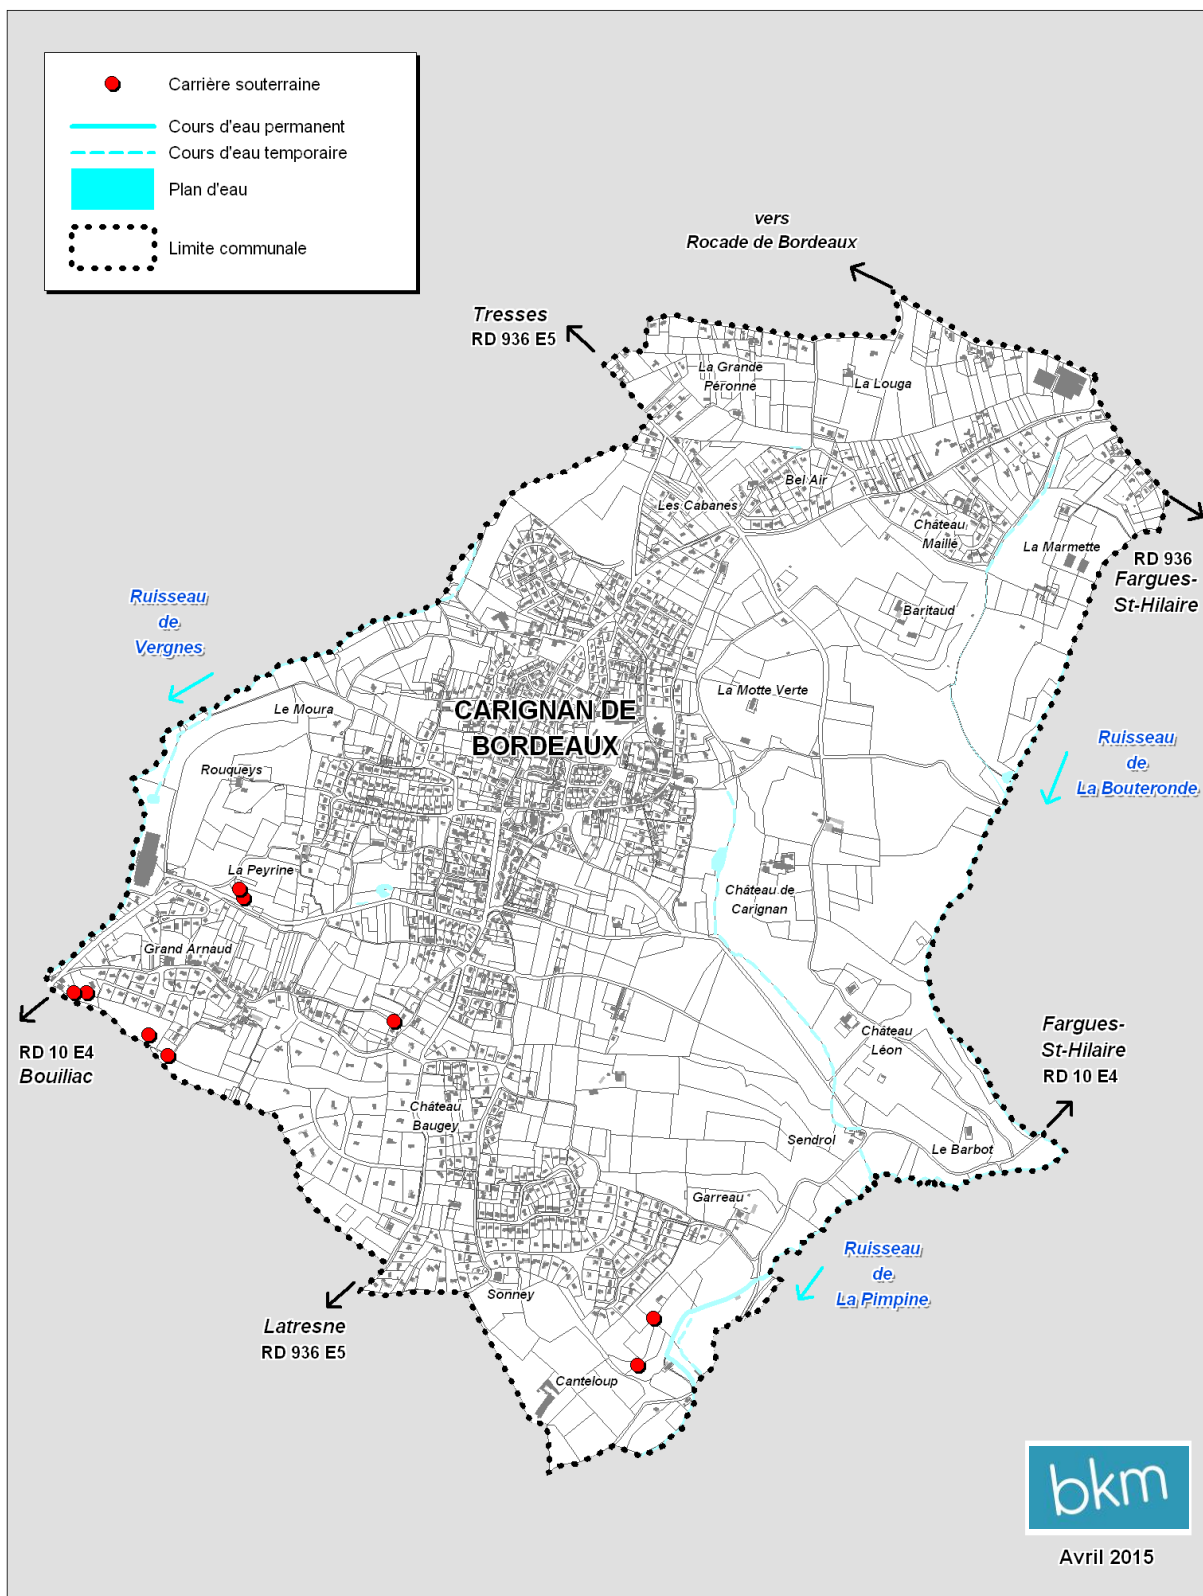 Carrière souterraine
Cours d'eau permanent
Cours d'eau temporaire
Plan d'eau
Limite communale
vers
Rocade de Bordeaux
Tresses
RD 936 E5
La Grande
Péronne
La Louga
Bel Air
Les Cabanes
Château
Maillé
La Marmette
RD 936
Fargues-
St-Hilaire
Ruisseau
de
Vergnes
Baritaud
La Motte Verte
Le Moura
CARIGNAN DE
BORDEAUX
Ruisseau
de
La Bouteronde
Rouqueys
La Peyrine
Château de
Carignan
Grand Arnaud
RD 10 E4
Bouiliac
Château
Léon
Fargues-
St-Hilaire
RD 10 E4
Château
Baugey
Sendrol
Le Barbot
Garreau
Ruisseau
de
La Pimpine
Sonney
Latresne
RD 936 E5
Canteloup
bkm
Avril 2015